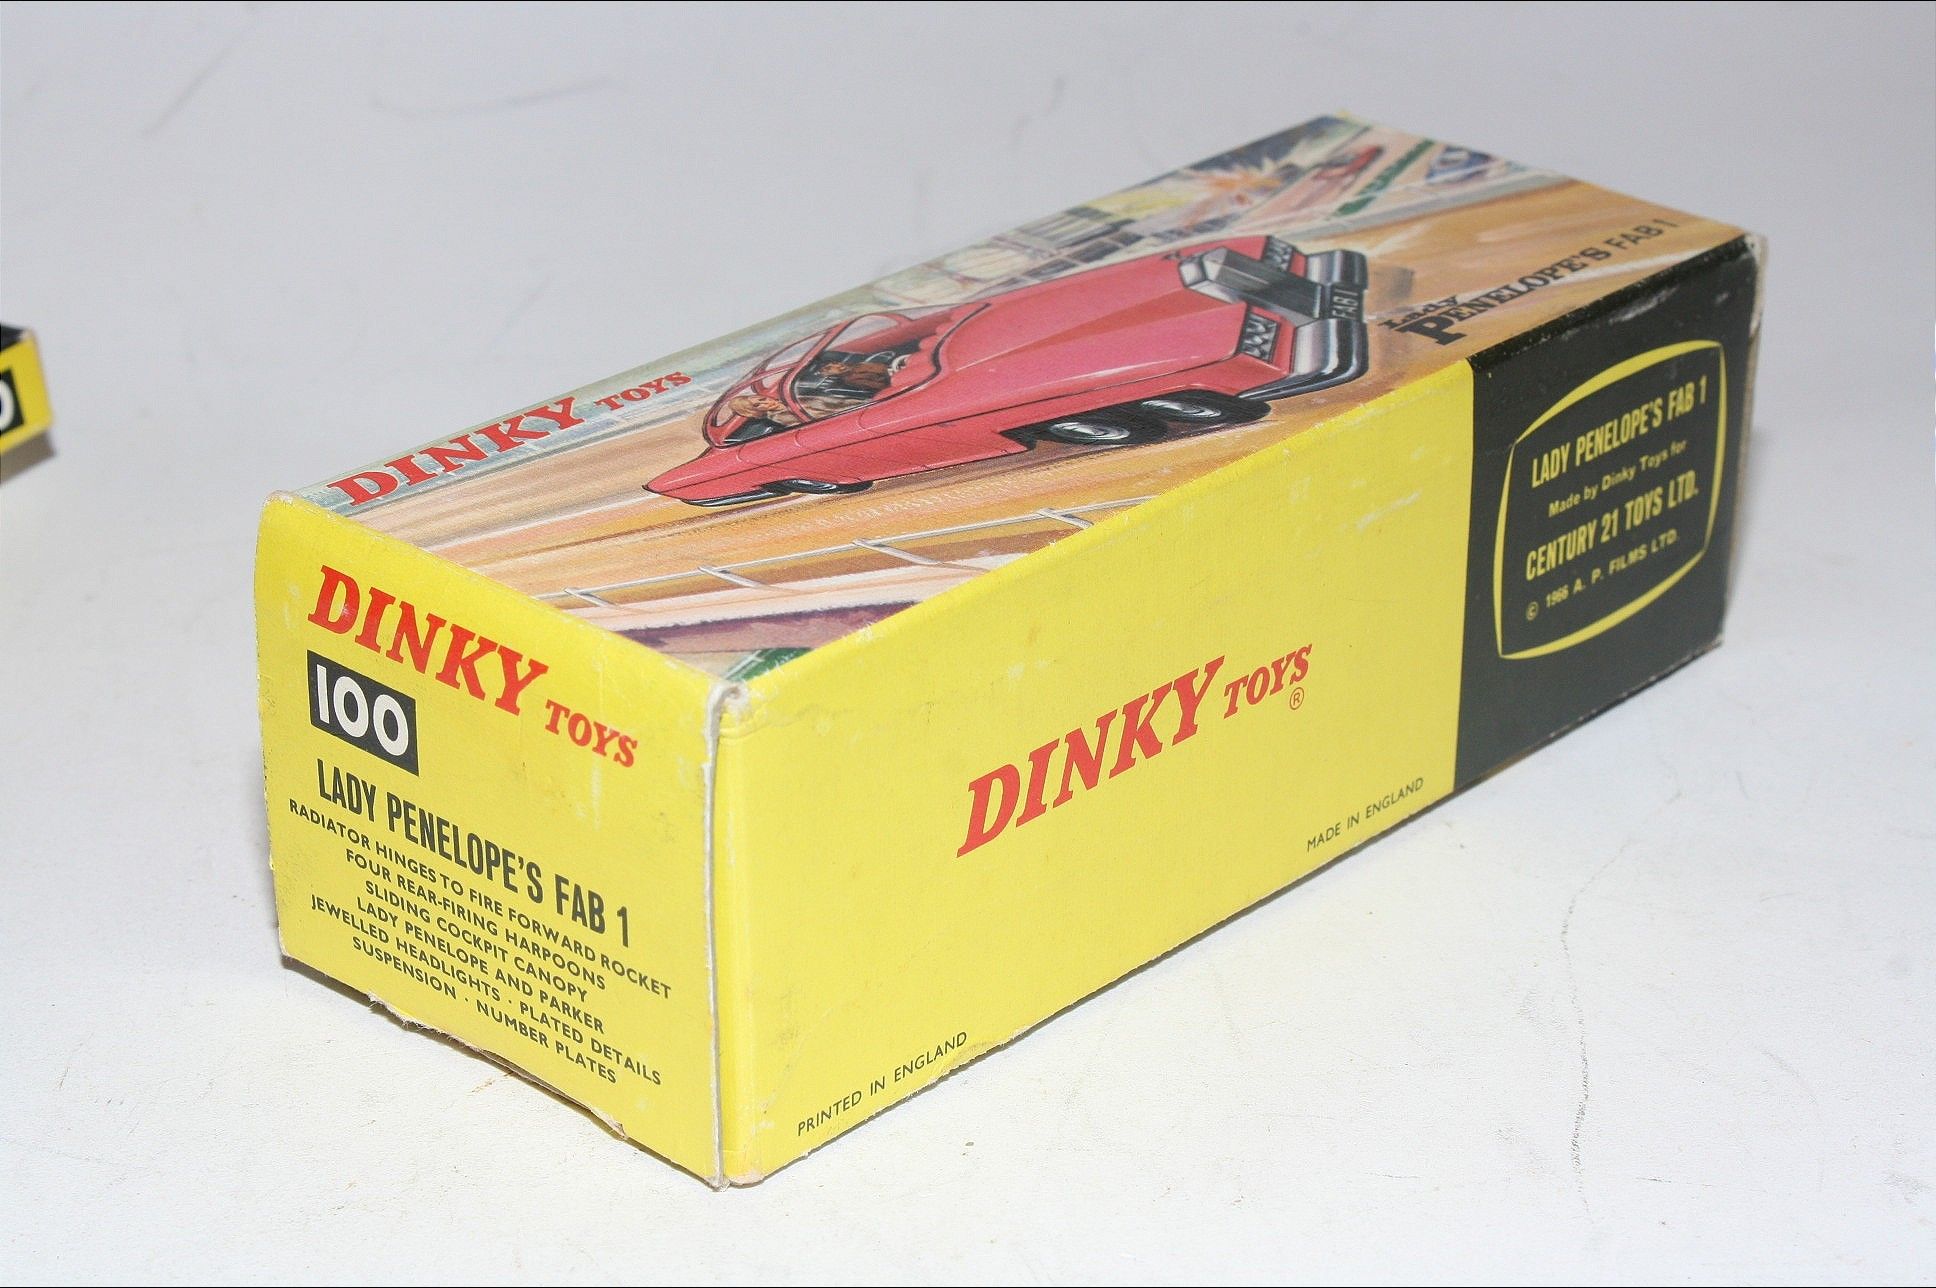 DINKY TOYS
Lady
PENELOPE'S FAB 1
FAB 1
DINKY TOYS
100
LADY PENELOPE'S FAB 1
RADIATOR HINGES TO FIRE FORWARD ROCKET
FOUR REAR-FIRING HARPOONS
SLIDING COCKPIT CANOPY
LADY PENELOPE AND PARKER
JEWELLED HEADLIGHTS · PLATED DETAILS
SUSPENSION · NUMBER PLATES
DINKY TOYS®
PRINTED IN ENGLAND
MADE IN ENGLAND
LADY PENELOPE'S FAB 1
Made by Dinky Toys for
CENTURY 21 TOYS LTD.
© 1966 A. P. FILMS LTD.